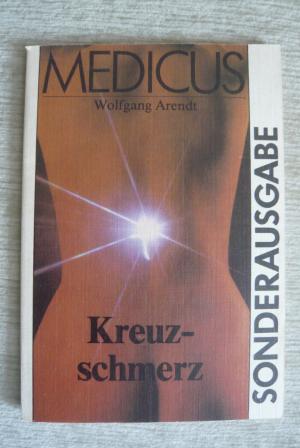 MEDICUS
Wolfgang Arendt
Kreuz-
schmerz
SONDERAUSGABE